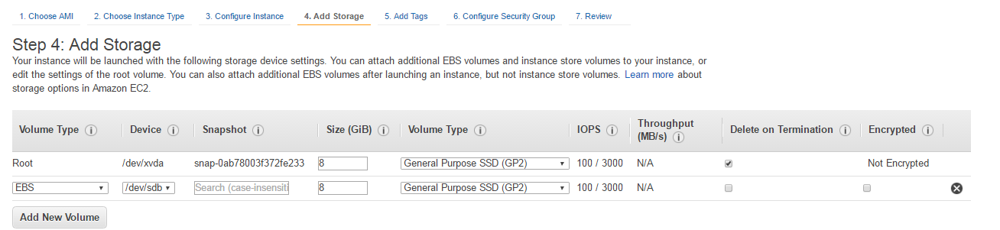 1. Choose AMI 2. Choose Instance Type 3. Configure Instance 4. Add Storage 5. Add Tags 6. Configure Security Group 7. Review
Step 4: Add Storage
Your instance will be launched with the following storage device settings. You can attach additional EBS volumes and instance store volumes to your instance, or
edit the settings of the root volume. You can also attach additional EBS volumes after launching an instance, but not instance store volumes. Learn more about
storage options in Amazon EC2.
Volume Type Device Snapshot Size (GiB) Volume Type IOPS Throughput (MB/s) Delete on Termination Encrypted
Root /dev/xvda snap-0ab78003f372fe233 8 General Purpose SSD (GP2) 100 / 3000 N/A Not Encrypted
EBS /dev/sdb Search (case-insensiti 8 General Purpose SSD (GP2) 100 / 3000 N/A
Add New Volume